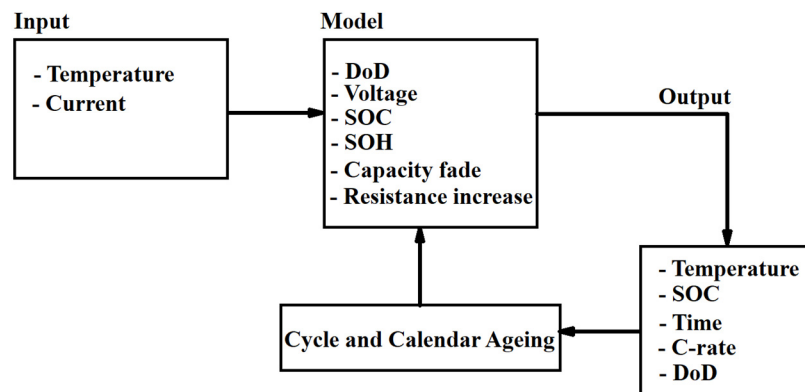 Input
- Temperature
- Current
Model
- DoD
- Voltage
- SOC
- SOH
- Capacity fade
- Resistance increase
Output
- Temperature
- SOC
- Time
- C-rate
- DoD
Cycle and Calendar Ageing